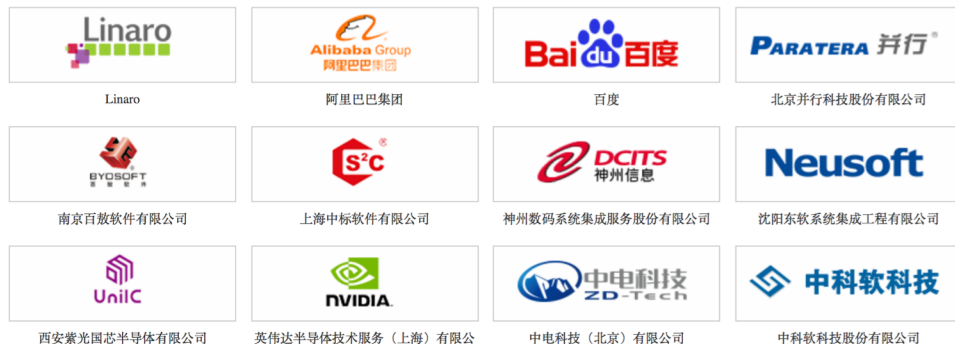 Linaro
Alibaba Group
阿里巴巴集团
Bai du 百度
PARATERA 并行®
Linaro
阿里巴巴集团
百度
北京并行科技股份有限公司
BYOSOFT®
百敖软件
S²C®
DCITS
神州信息
Neusoft
南京百敖软件有限公司
上海中标软件有限公司
神州数码系统集成服务股份有限公司
沈阳东软系统集成工程有限公司
UniIC
NVIDIA.
中电科技
ZD-Tech
中科软科技
西安紫光国芯半导体有限公司
英伟达半导体技术服务（上海）有限公
中电科技（北京）有限公司
中科软科技股份有限公司